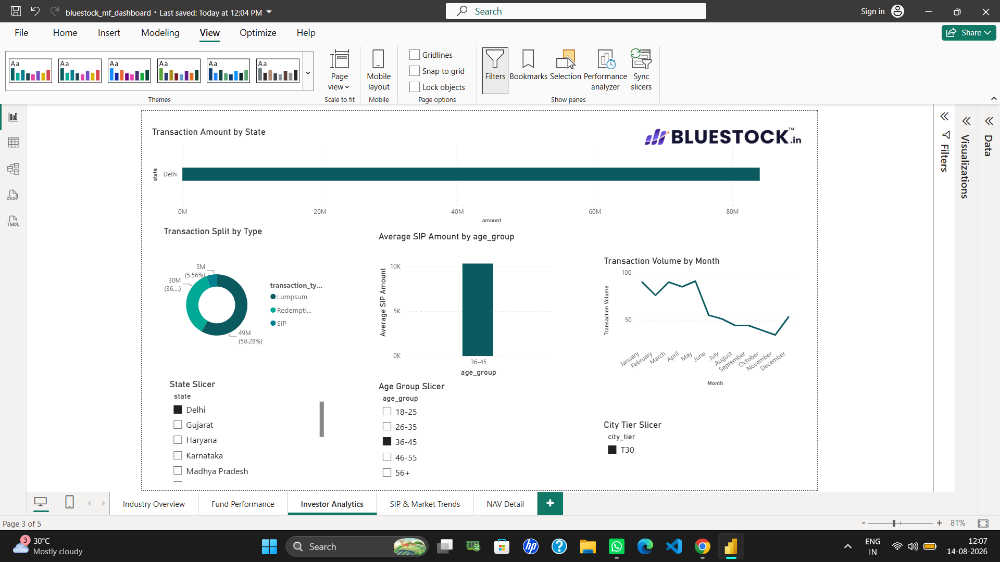 bluestock_mf_dashboard • Last saved: Today at 12:04 PM
Search
Sign in
File
Home
Insert
Modeling
View
Optimize
Help
Share
Aa
Aa
Aa
Aa
Aa
Aa
Page view
Mobile layout
Gridlines
Snap to grid
Lock objects
Filters
Bookmarks
Selection
Performance analyzer
Sync slicers
Themes
Scale to fit
Mobile
Page options
Show panes
DAX
TMDL
Transaction Amount by State
BLUESTOCK™.in
state
Delhi
0M
20M
40M
60M
80M
amount
Transaction Split by Type
5M
(5.56%)
30M
(36....)
49M
(58.28%)
transaction_ty...
Lumpsum
Redempti...
SIP
Average SIP Amount by age_group
Average SIP Amount
10K
5K
0K
36-45
age_group
Transaction Volume by Month
Transaction Volume
100
50
January
February
March
April
May
June
July
August
September
October
November
December
Month
State Slicer
state
Delhi
Gujarat
Haryana
Karnataka
Madhya Pradesh
Age Group Slicer
age_group
18-25
26-35
36-45
46-55
56+
City Tier Slicer
city_tier
T30
Filters
Visualizations
Data
Industry Overview
Fund Performance
Investor Analytics
SIP & Market Trends
NAV Detail
+
Page 3 of 5
- + 81%
3
30°C
Mostly cloudy
Search
hp
?
ENG
IN
12:07
14-08-2026